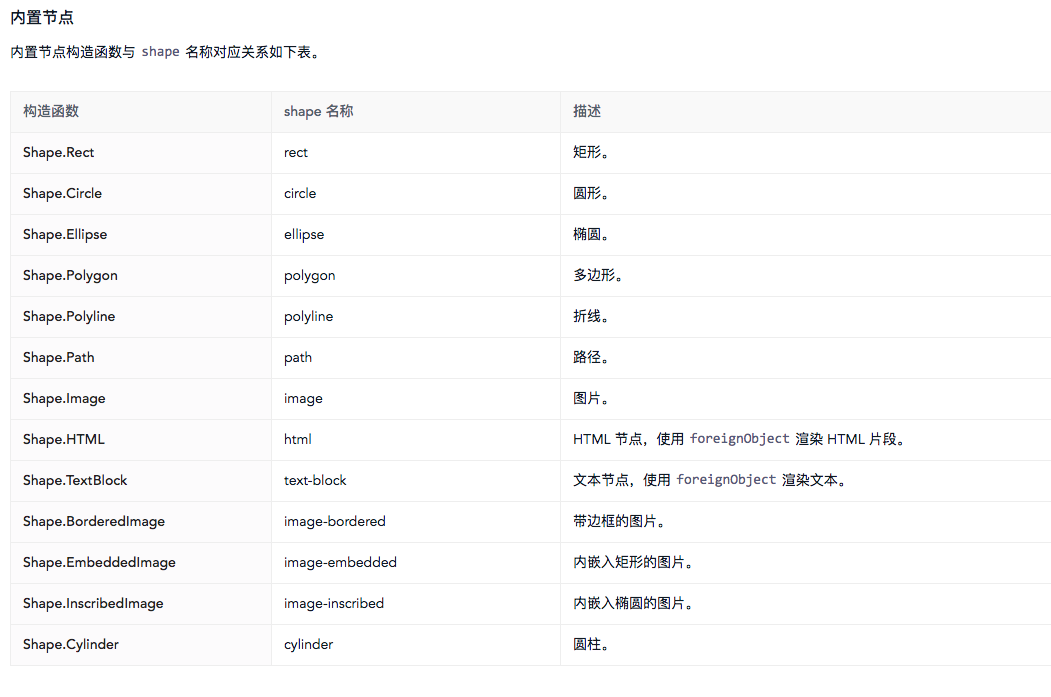 内置节点
内置节点构造函数与 shape 名称对应关系如下表。
构造函数 shape 名称 描述
Shape.Rect rect 矩形。
Shape.Circle circle 圆形。
Shape.Ellipse ellipse 椭圆。
Shape.Polygon polygon 多边形。
Shape.Polyline polyline 折线。
Shape.Path path 路径。
Shape.Image image 图片。
Shape.HTML html HTML 节点，使用 foreignObject 渲染 HTML 片段。
Shape.TextBlock text-block 文本节点，使用 foreignObject 渲染文本。
Shape.BorderedImage image-bordered 带边框的图片。
Shape.EmbeddedImage image-embedded 内嵌入矩形的图片。
Shape.InscribedImage image-inscribed 内嵌入椭圆的图片。
Shape.Cylinder cylinder 圆柱。